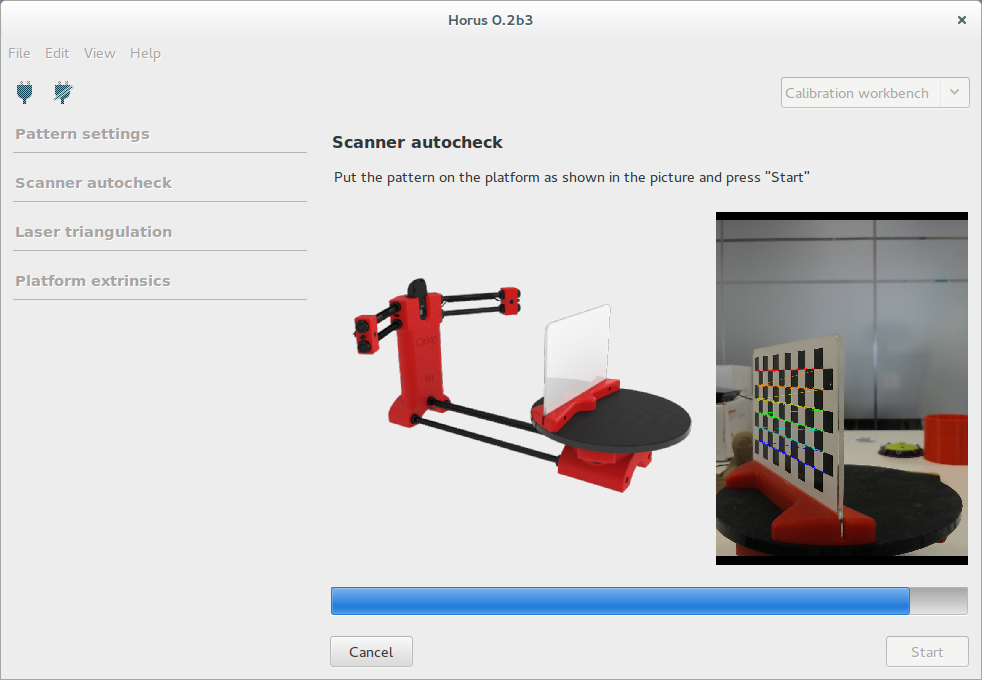 Horus 0.2b3
File Edit View Help
Calibration workbench
Pattern settings
Scanner autocheck
Laser triangulation
Platform extrinsics
Scanner autocheck
Put the pattern on the platform as shown in the picture and press "Start"
Cancel
Start